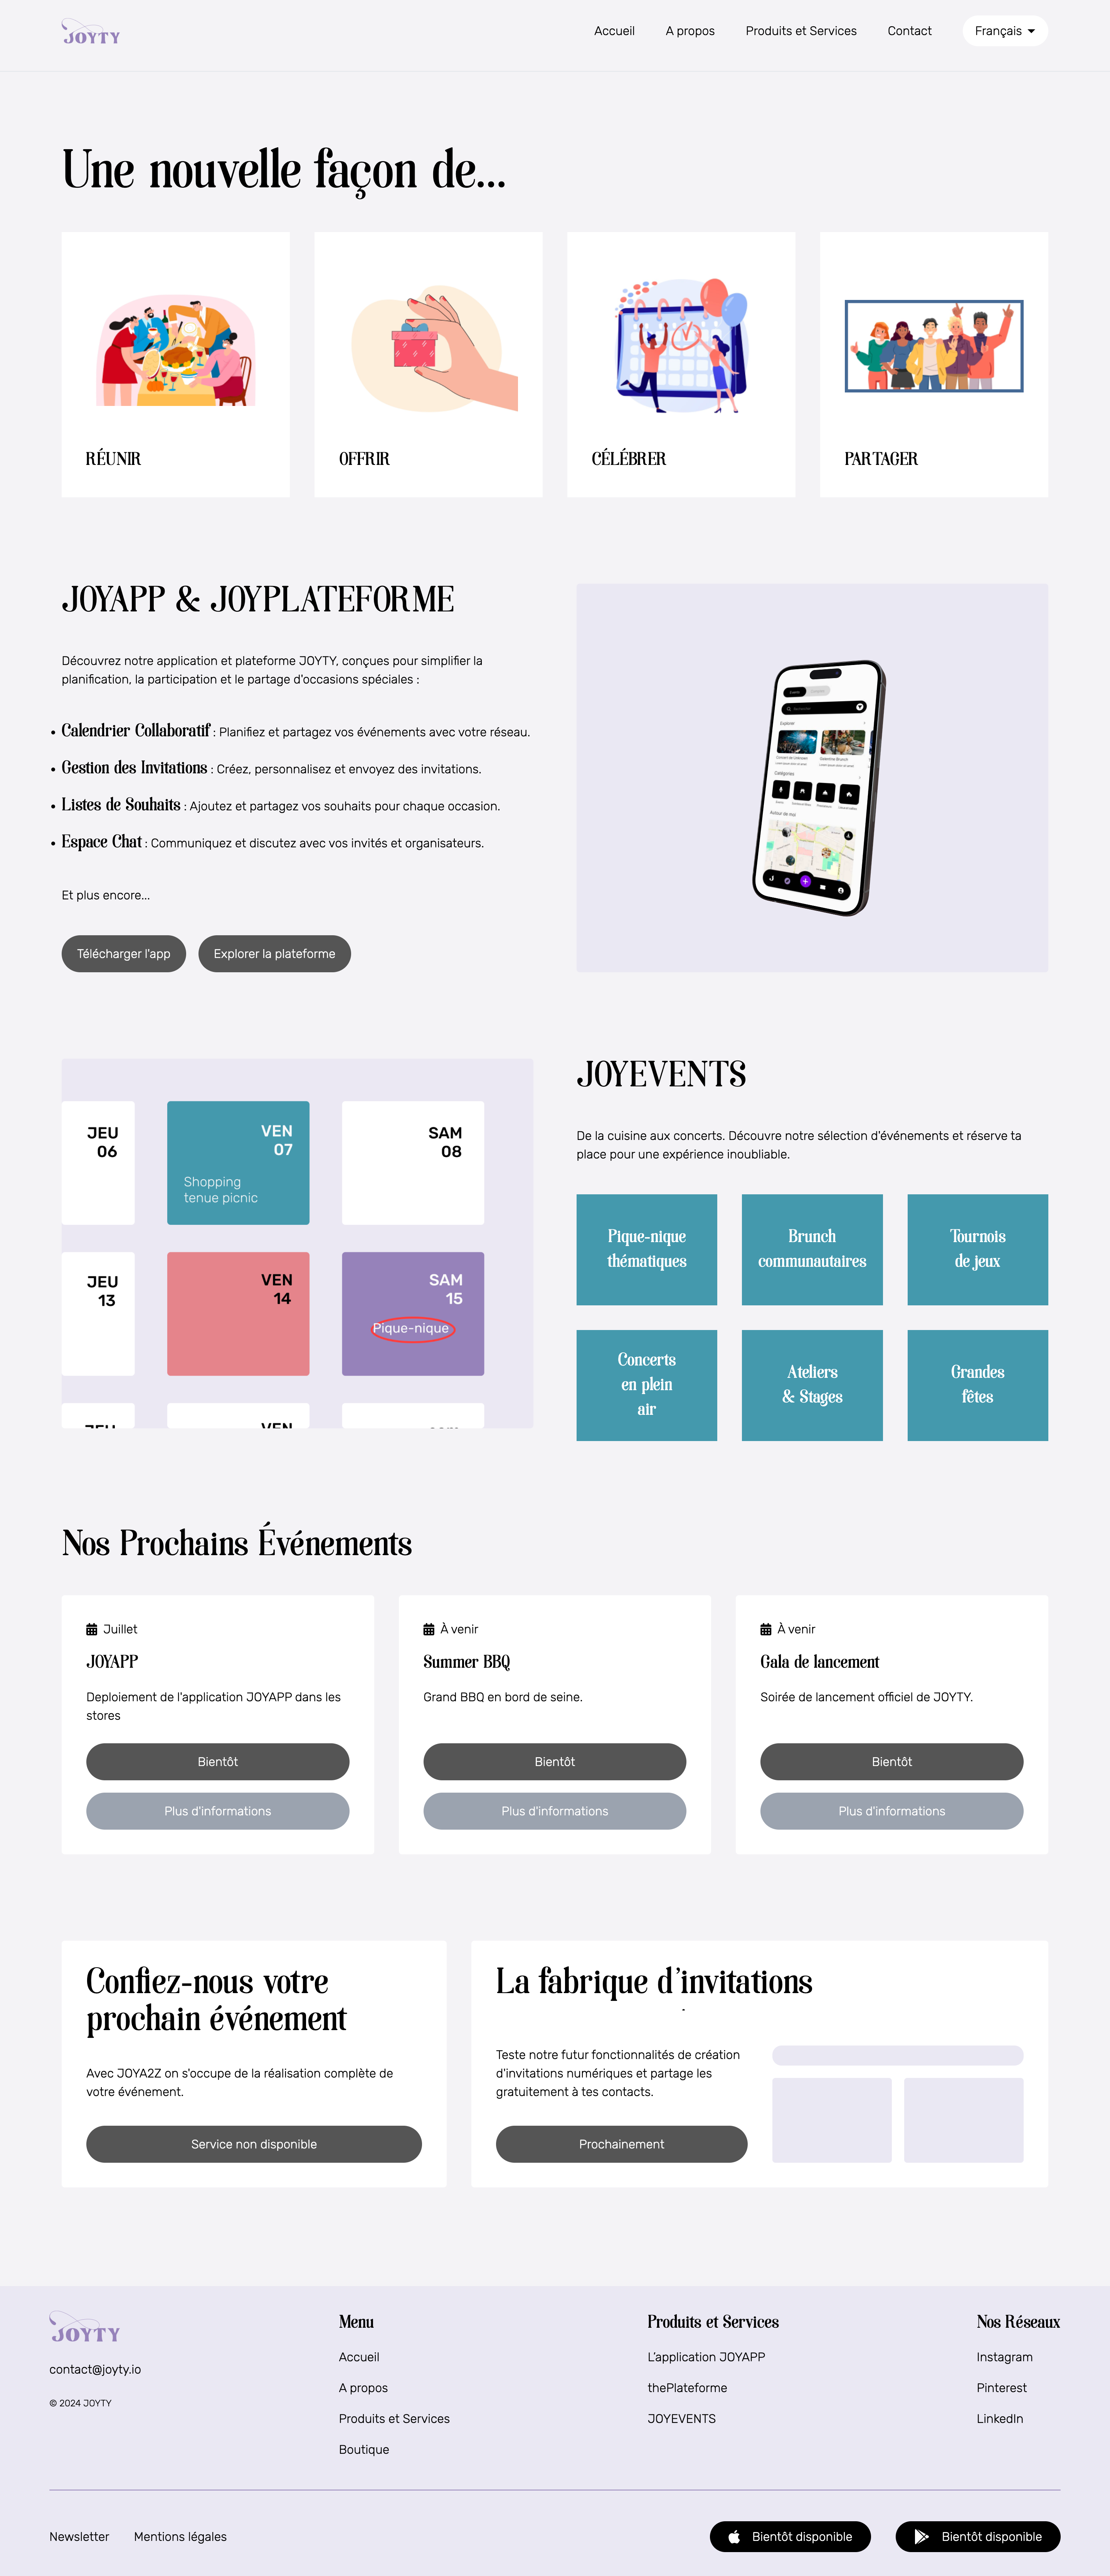 JOYTY
Accueil
A propos
Produits et Services
Contact
Français
Une nouvelle façon de...
RÉUNIR
OFFRIR
CÉLÉBRER
PARTAGER
JOYAPP & JOYPLATEFORME
Découvrez notre application et plateforme JOYTY, conçues pour simplifier la
planification, la participation et le partage d'occasions spéciales :
• Calendrier Collaboratif : Planifiez et partagez vos événements avec votre réseau.
• Gestion des Invitations : Créez, personnalisez et envoyez des invitations.
• Listes de Souhaits : Ajoutez et partagez vos souhaits pour chaque occasion.
• Espace Chat : Communiquez et discutez avec vos invités et organisateurs.
Et plus encore...
Télécharger l'app
Explorer la plateforme
Explorer
Catégories
Autour de moi
JEU
06
VEN
07
Shopping
tenue picnic
SAM
08
JEU
13
VEN
14
SAM
15
Pique-nique
JEU
VEN
JOYEVENTS
De la cuisine aux concerts. Découvre notre sélection d'événements et réserve ta
place pour une expérience inoubliable.
Pique-nique
thématiques
Brunch
communautaires
Tournois
de jeux
Concerts
en plein
air
Ateliers
& Stages
Grandes
fêtes
Nos Prochains Événements
Juillet
JOYAPP
Deploiement de l'application JOYAPP dans les
stores
Bientôt
Plus d'informations
À venir
Summer BBQ
Grand BBQ en bord de seine.
Bientôt
Plus d'informations
À venir
Gala de lancement
Soirée de lancement officiel de JOYTY.
Bientôt
Plus d'informations
Confiez-nous votre
prochain événement
Avec JOYA2Z on s'occupe de la réalisation complète de
votre événement.
Service non disponible
La fabrique d'invitations
Teste notre futur fonctionnalités de création
d'invitations numériques et partage les
gratuitement à tes contacts.
Prochainement
JOYTY
contact@joyty.io
© 2024 JOYTY
Menu
Accueil
A propos
Produits et Services
Boutique
Produits et Services
L'application JOYAPP
thePlateforme
JOYEVENTS
Nos Réseaux
Instagram
Pinterest
LinkedIn
Newsletter
Mentions légales
Bientôt disponible
Bientôt disponible